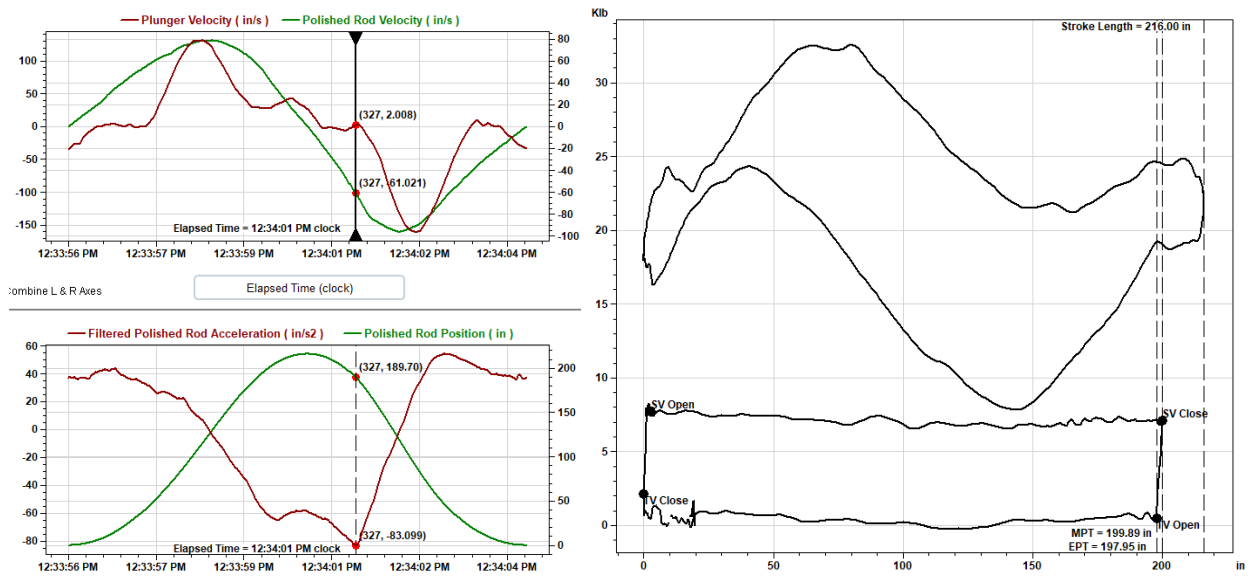 Plunger Velocity ( in/s ) Polished Rod Velocity ( in/s )
100
50
0
-50
-100
-150
80
60
40
20
0
-20
-40
-60
-80
-100
(327, 2.008)
(327, -61.021)
Elapsed Time = 12:34:01 PM clock
12:33:56 PM 12:33:57 PM 12:33:59 PM 12:34:01 PM 12:34:02 PM 12:34:04 PM
Combine L & R Axes
Elapsed Time (clock)
Filtered Polished Rod Acceleration ( in/s2 ) Polished Rod Position ( in )
60
40
20
0
-20
-40
-60
-80
200
150
100
50
0
(327, 189.70)
(327, -83.099)
Elapsed Time = 12:34:01 PM clock
12:33:56 PM 12:33:57 PM 12:33:59 PM 12:34:01 PM 12:34:02 PM 12:34:04 PM
Klb
Stroke Length = 216.00 in
30
25
20
15
10
5
0
SV Open
SV Close
TV Close
TV Open
MPT = 199.89 in
EPT = 197.95 in
0 50 100 150 200 in